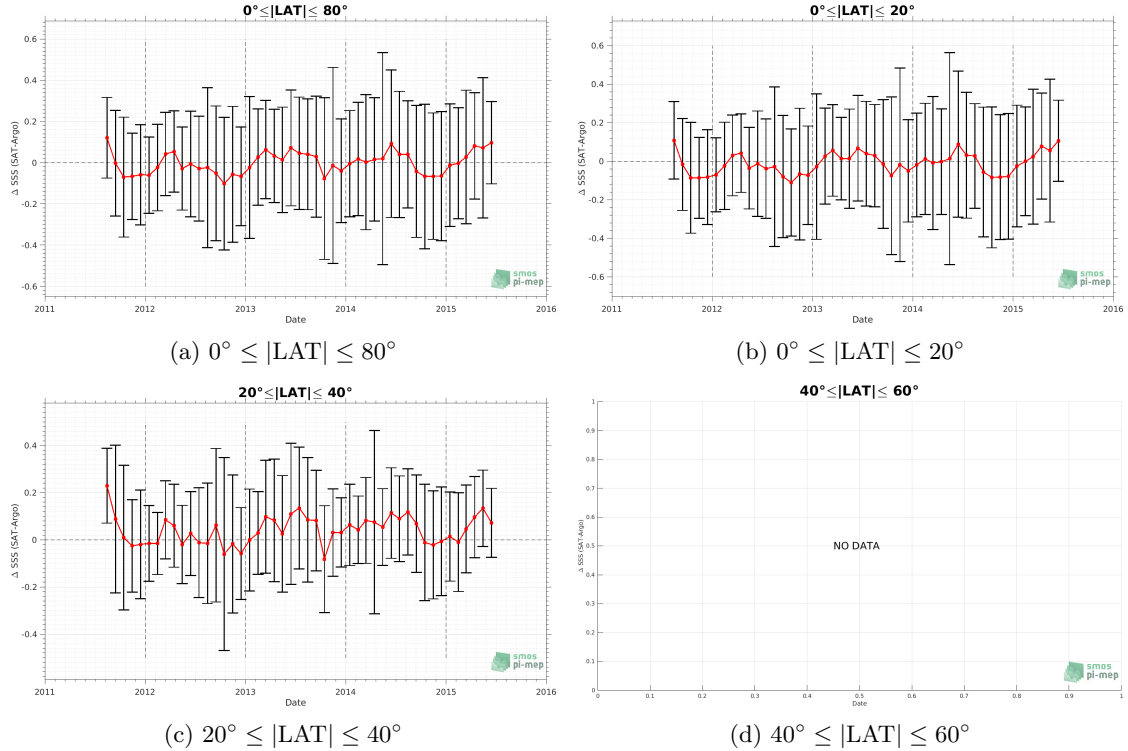 0°≤|LAT|≤ 80°
Δ SSS (SAT-Argo)
0.6
0.4
0.2
0
-0.2
-0.4
-0.6
2011 2012 2013 2014 2015 2016
Date
smos
pi-mep
(a) 0° ≤ |LAT| ≤ 80°
0°≤|LAT|≤ 20°
Δ SSS (SAT-Argo)
0.6
0.4
0.2
0
-0.2
-0.4
-0.6
2011 2012 2013 2014 2015 2016
Date
smos
pi-mep
(b) 0° ≤ |LAT| ≤ 20°
20°≤|LAT|≤ 40°
Δ SSS (SAT-Argo)
0.4
0.2
0
-0.2
-0.4
2011 2012 2013 2014 2015 2016
Date
smos
pi-mep
(c) 20° ≤ |LAT| ≤ 40°
40°≤|LAT|≤ 60°
Δ SSS (SAT-Argo)
1
0.9
0.8
0.7
0.6
0.5
0.4
0.3
0.2
0.1
0
NO DATA
0 0.1 0.2 0.3 0.4 0.5 0.6 0.7 0.8 0.9 1
Date
smos
pi-mep
(d) 40° ≤ |LAT| ≤ 60°